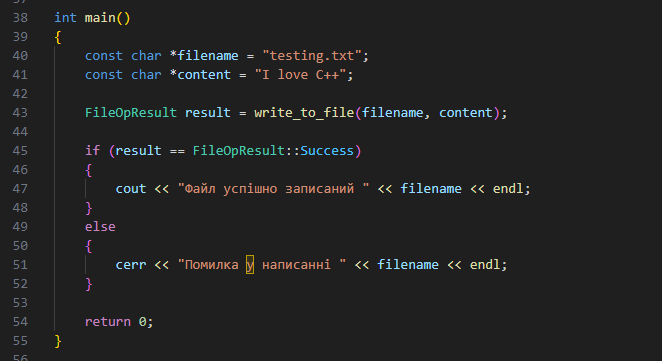 38 int main()
39 {
40 const char *filename = "testing.txt";
41 const char *content = "I love C++";
42
43 FileOpResult result = write_to_file(filename, content);
44
45 if (result == FileOpResult::Success)
46 {
47 cout << "Файл успішно записаний " << filename << endl;
48 }
49 else
50 {
51 cerr << "Помилка у написанні " << filename << endl;
52 }
53
54 return 0;
55 }